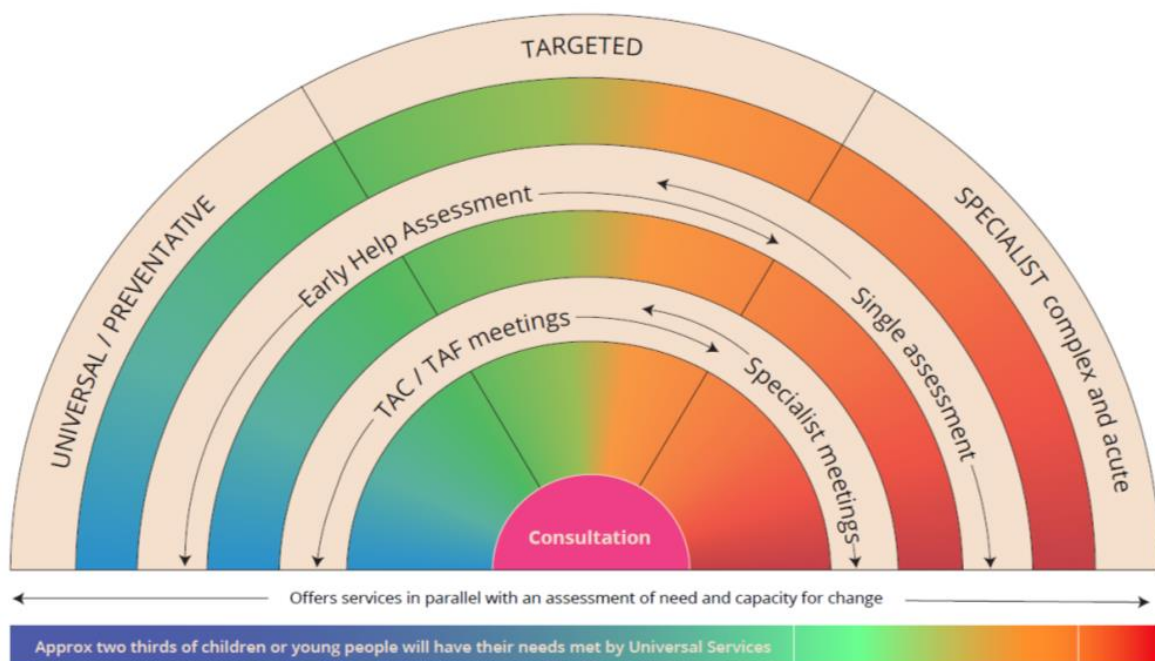 TARGETED
UNIVERSAL / PREVENTATIVE
SPECIALIST complex and acute
Early Help Assessment
Single assessment
TAC / TAF meetings
Specialist meetings
Consultation
Offers services in parallel with an assessment of need and capacity for change
Approx two thirds of children or young people will have their needs met by Universal Services